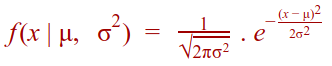 f(x | μ, σ²) = 1/√(2πσ²) . e^(-(x - μ)²/(2σ²))